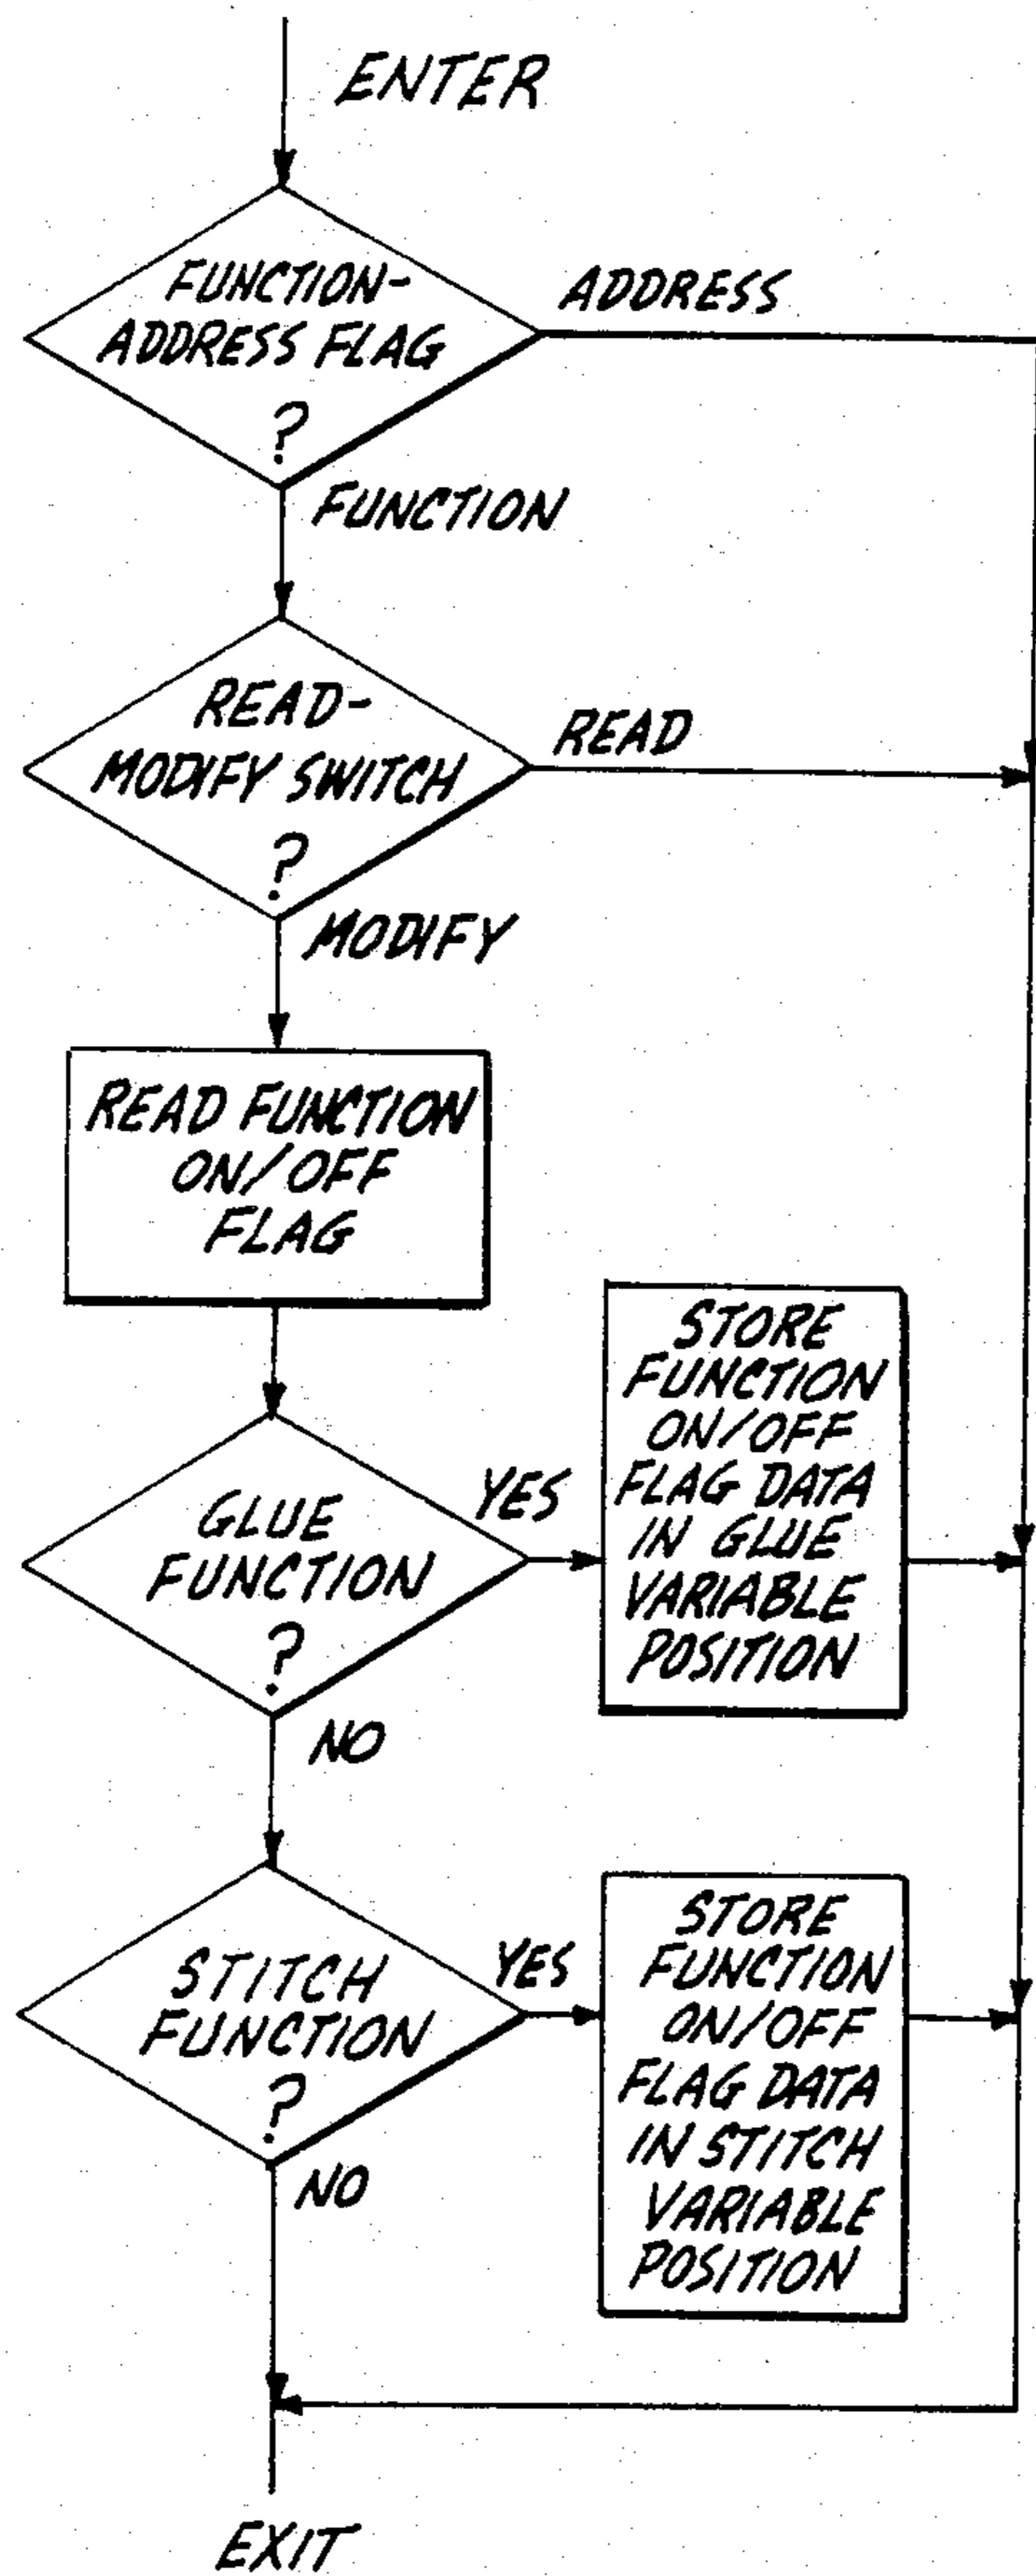 ENTER
FUNCTION-
ADDRESS FLAG
?
ADDRESS
FUNCTION
READ-
MODIFY SWITCH
?
READ
MODIFY
READ FUNCTION
ON/OFF
FLAG
GLUE
FUNCTION
?
YES
STORE
FUNCTION
ON/OFF
FLAG DATA
IN GLUE
VARIABLE
POSITION
NO
STITCH
FUNCTION
?
YES
STORE
FUNCTION
ON/OFF
FLAG DATA
IN STITCH
VARIABLE
POSITION
NO
EXIT